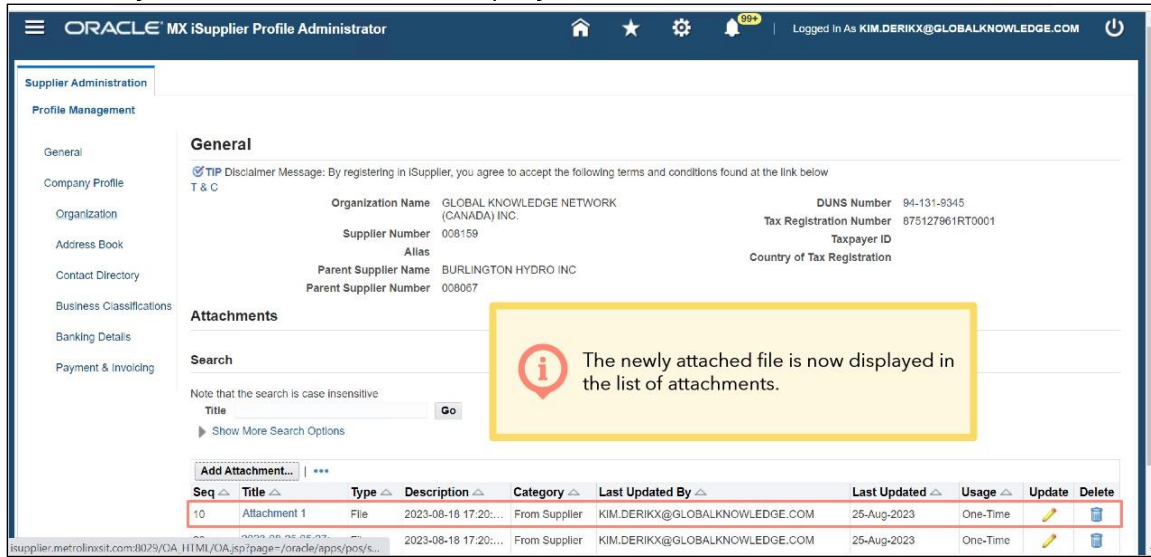 ORACLE MX iSupplier Profile Administrator 99+ Logged In As KIM.DERIKX@GLOBALKNOWLEDGE.COM
Supplier Administration
Profile Management
General
Company Profile
Organization
Address Book
Contact Directory
Business Classifications
Banking Details
Payment & Invoicing
General
TIP Disclaimer Message: By registering in iSupplier, you agree to accept the following terms and conditions found at the link below
T & C
Organization Name GLOBAL KNOWLEDGE NETWORK
(CANADA) INC.
Supplier Number 008159
Alias
Parent Supplier Name BURLINGTON HYDRO INC
Parent Supplier Number 008067
DUNS Number 94-131-9345
Tax Registration Number 875127961RT0001
Taxpayer ID
Country of Tax Registration
Attachments
Search
Note that the search is case insensitive
Title Go
Show More Search Options
The newly attached file is now displayed in
the list of attachments.
Add Attachment... | •••
Seq Title Type Description Category Last Updated By Last Updated Usage Update Delete
10 Attachment 1 File 2023-08-18 17:20:... From Supplier KIM.DERIKX@GLOBALKNOWLEDGE.COM 25-Aug-2023 One-Time
2023-08-18 17:20:... From Supplier KIM.DERIKX@GLOBALKNOWLEDGE.COM 25-Aug-2023 One-Time
isupplier.metrolinxsit.com:8029/OA_HTML/OA.jsp?page=/oracle/apps/pos/s...